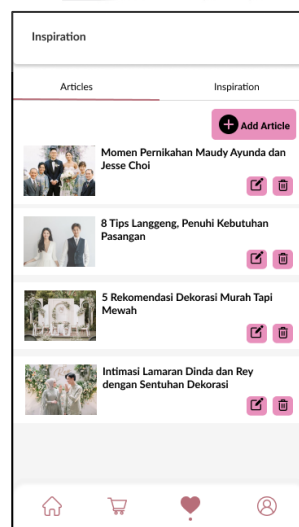 Inspiration
Articles
Inspiration
Add Article
Momen Pernikahan Maudy Ayunda dan
Jesse Choi
8 Tips Langgeng, Penuhi Kebutuhan
Pasangan
5 Rekomendasi Dekorasi Murah Tapi
Mewah
Intimasi Lamaran Dinda dan Rey
dengan Sentuhan Dekorasi